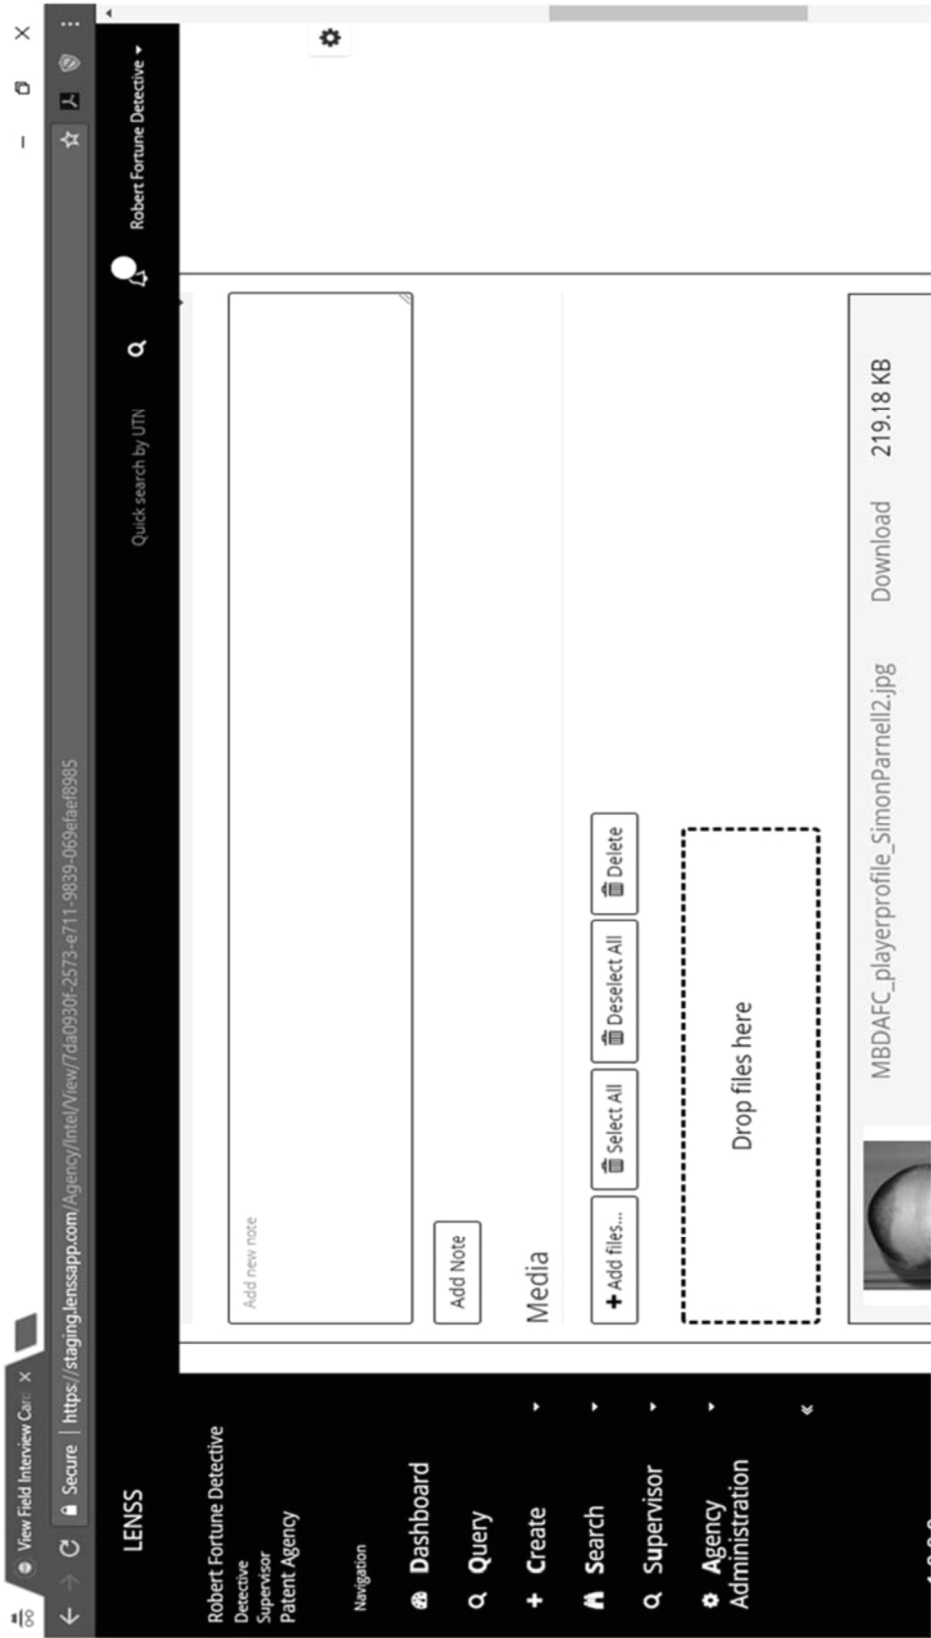 View Field Interview Car
Secure | https://staging.lenssapp.com/Agency/Intel/View/7da0930f-2573-e711-9839-069efaef8985
LENSS
Quick search by UTN
Robert Fortune Detective
Robert Fortune Detective
Detective
Supervisor
Patent Agency
Navigation
Dashboard
Query
Create
Search
Supervisor
Agency
Administration
Add new note
Add Note
Media
Add files...
Select All
Deselect All
Delete
Drop files here
MBDAFC_playerprofile_SimonParnell2.jpg
Download
219.18 KB